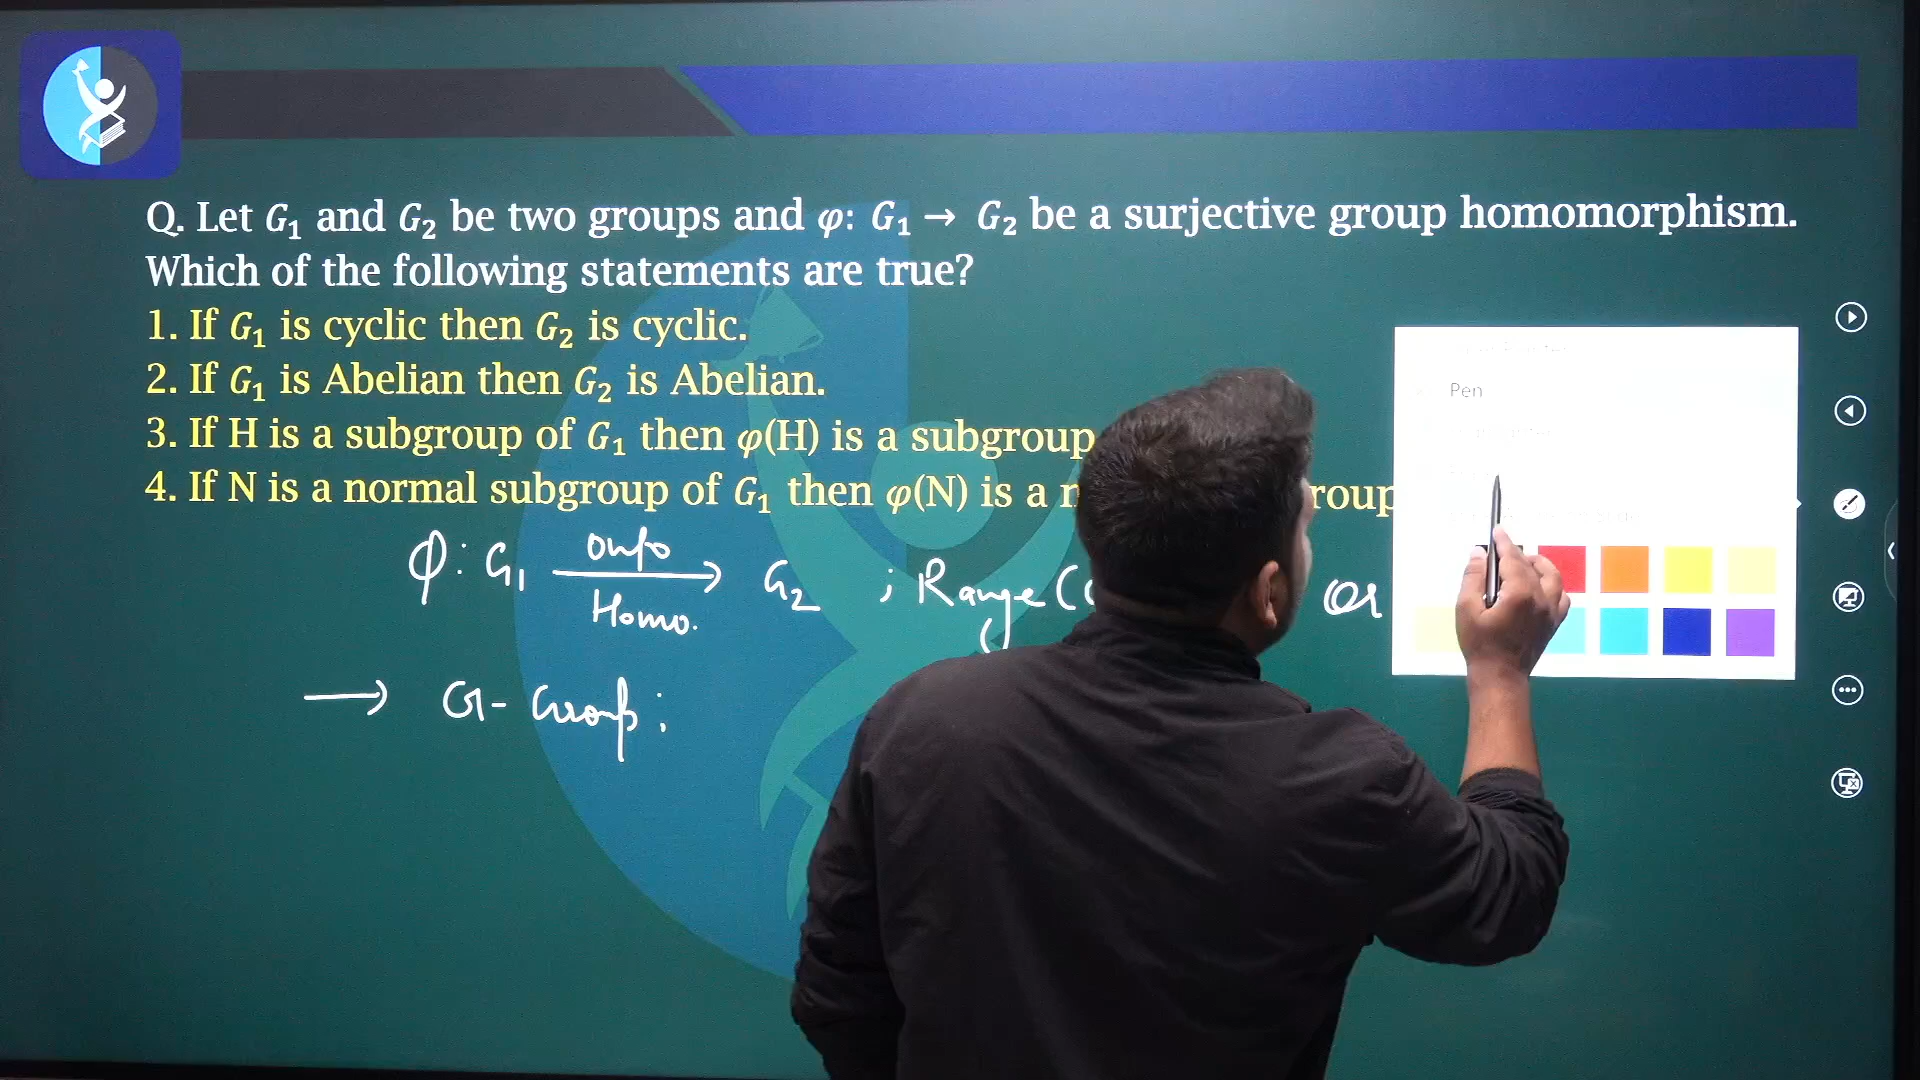 Q. Let G₁ and G₂ be two groups and φ: G₁ → G₂ be a surjective group homomorphism.
Which of the following statements are true?
1. If G₁ is cyclic then G₂ is cyclic.
2. If G₁ is Abelian then G₂ is Abelian.
3. If H is a subgroup of G₁ then φ(H) is a subgroup
4. If N is a normal subgroup of G₁ then φ(N) is a
Pen
φ: G₁ onto → G₂ ; Range ( or
Homo.
→ G - Group ;